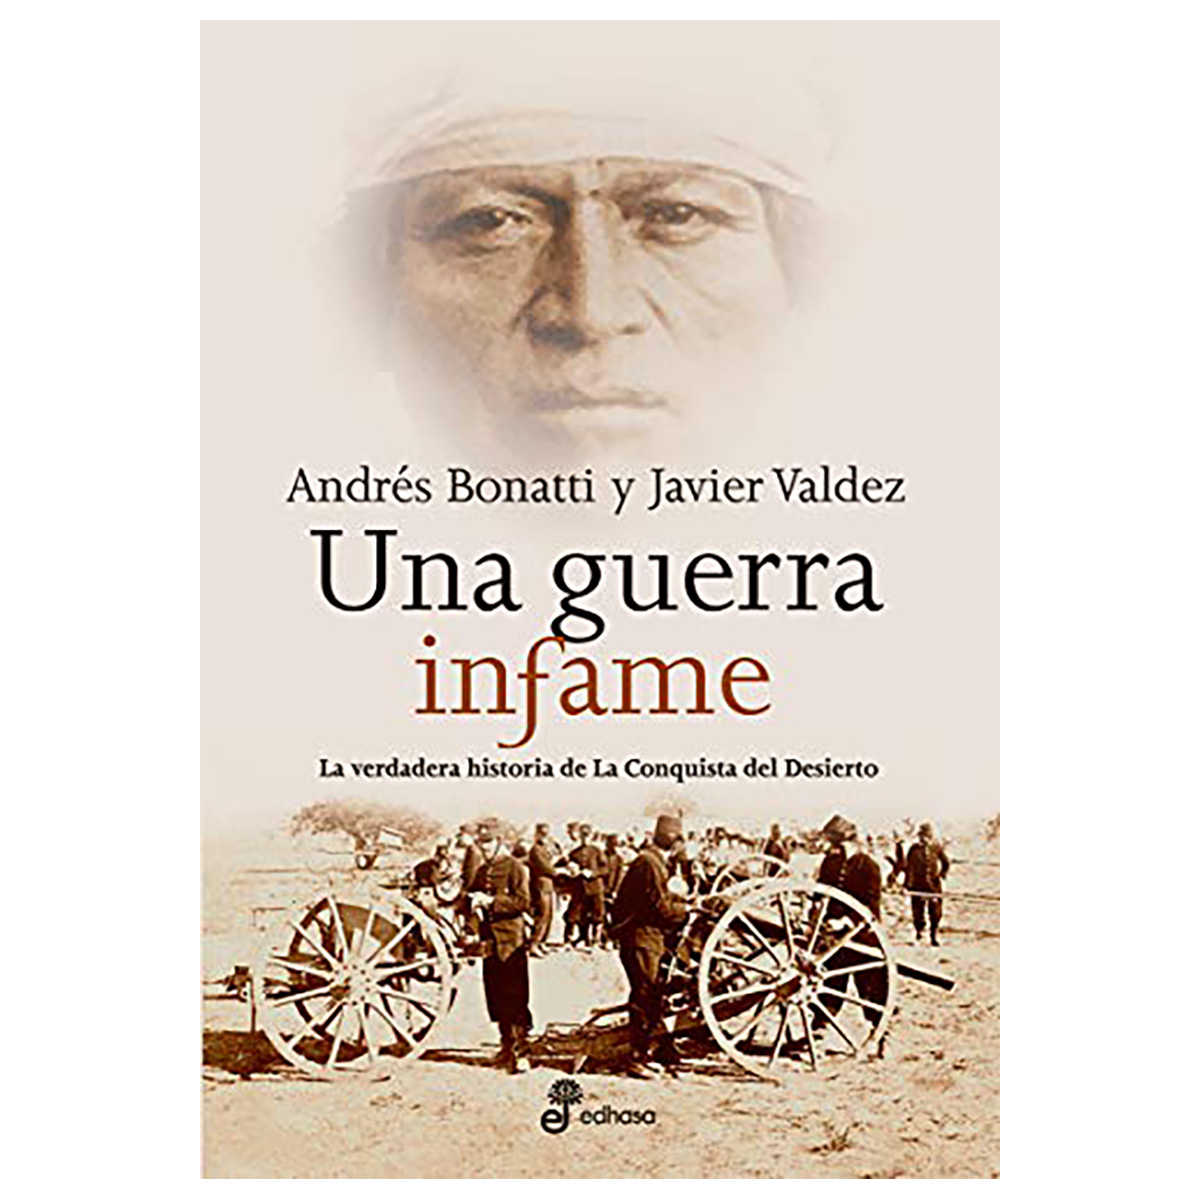 Andrés Bonatti y Javier Valdez
Una guerra
infame
La verdadera historia de La Conquista del Desierto
edhasa